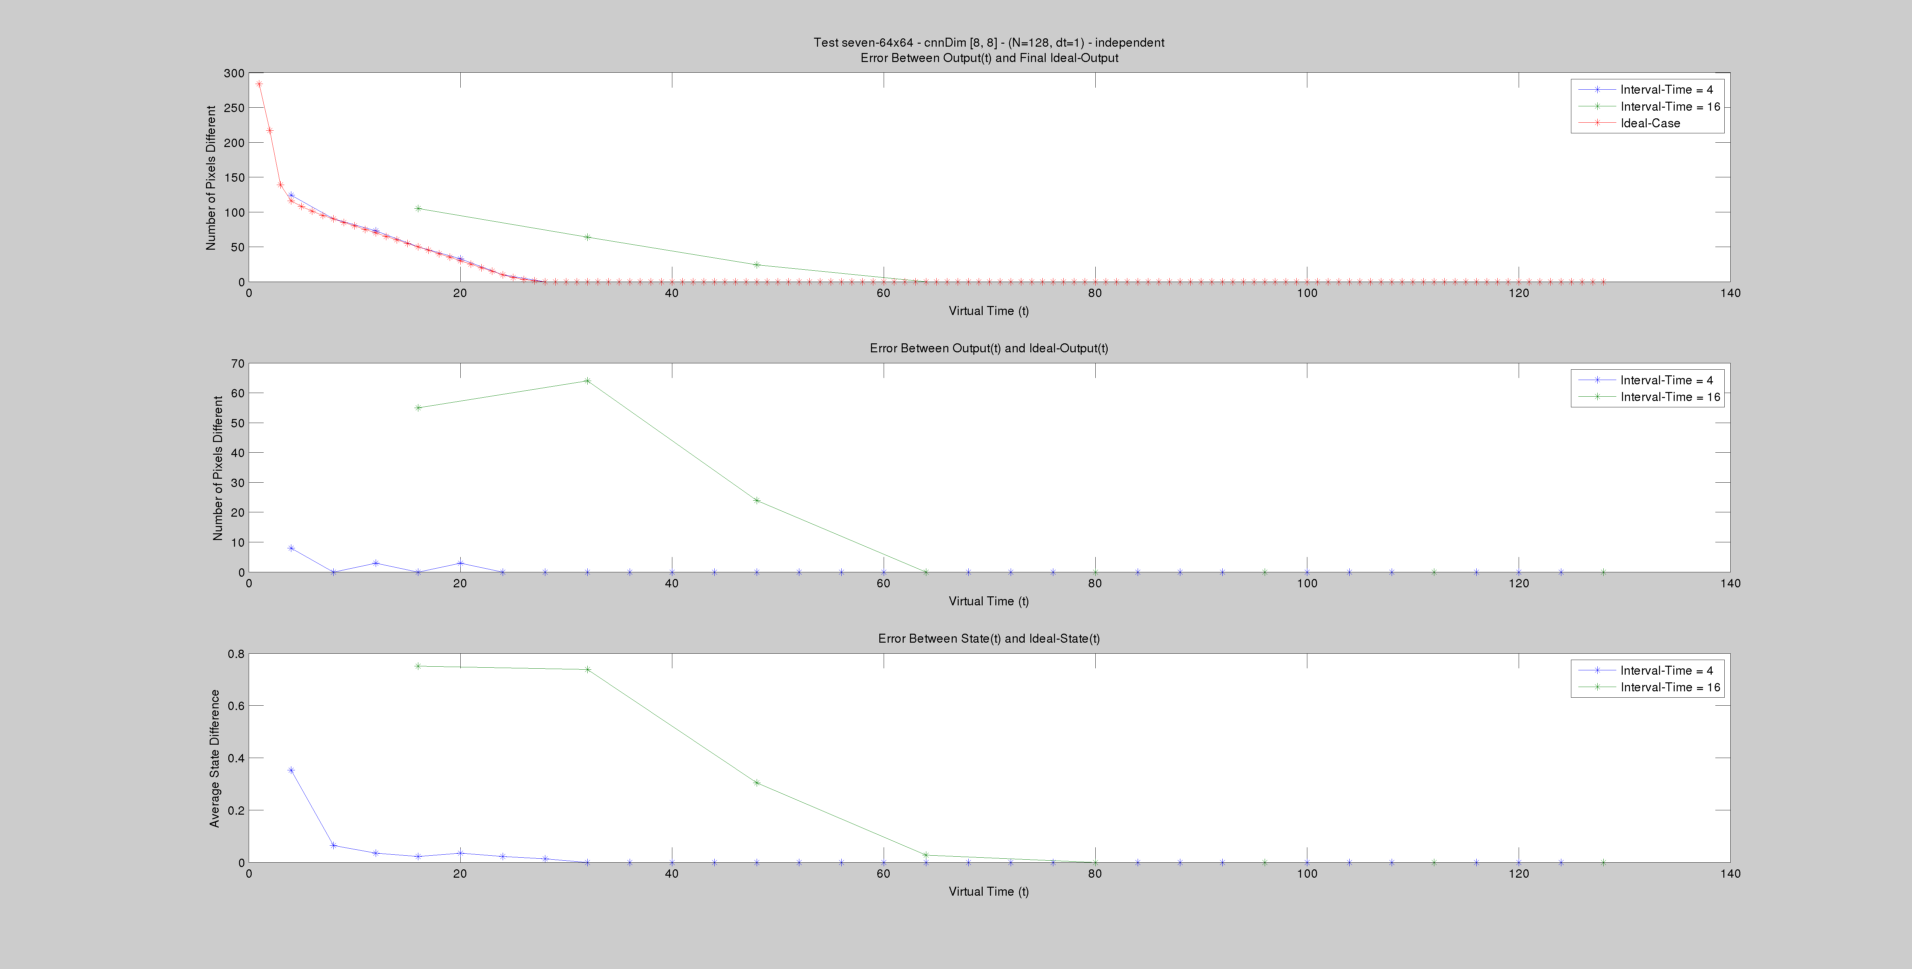 Test seven-64x64 - cnnDim [8, 8] - (N=128, dt=1) - independent
Error Between Output(t) and Final Ideal-Output
Number of Pixels Different
300
250
200
150
100
50
0
0 20 40 60 80 100 120 140
Virtual Time (t)
Interval-Time = 4
Interval-Time = 16
Ideal-Case
Error Between Output(t) and Ideal-Output(t)
Number of Pixels Different
70
60
50
40
30
20
10
0
0 20 40 60 80 100 120 140
Virtual Time (t)
Interval-Time = 4
Interval-Time = 16
Error Between State(t) and Ideal-State(t)
Average State Difference
0.8
0.6
0.4
0.2
0
0 20 40 60 80 100 120 140
Virtual Time (t)
Interval-Time = 4
Interval-Time = 16